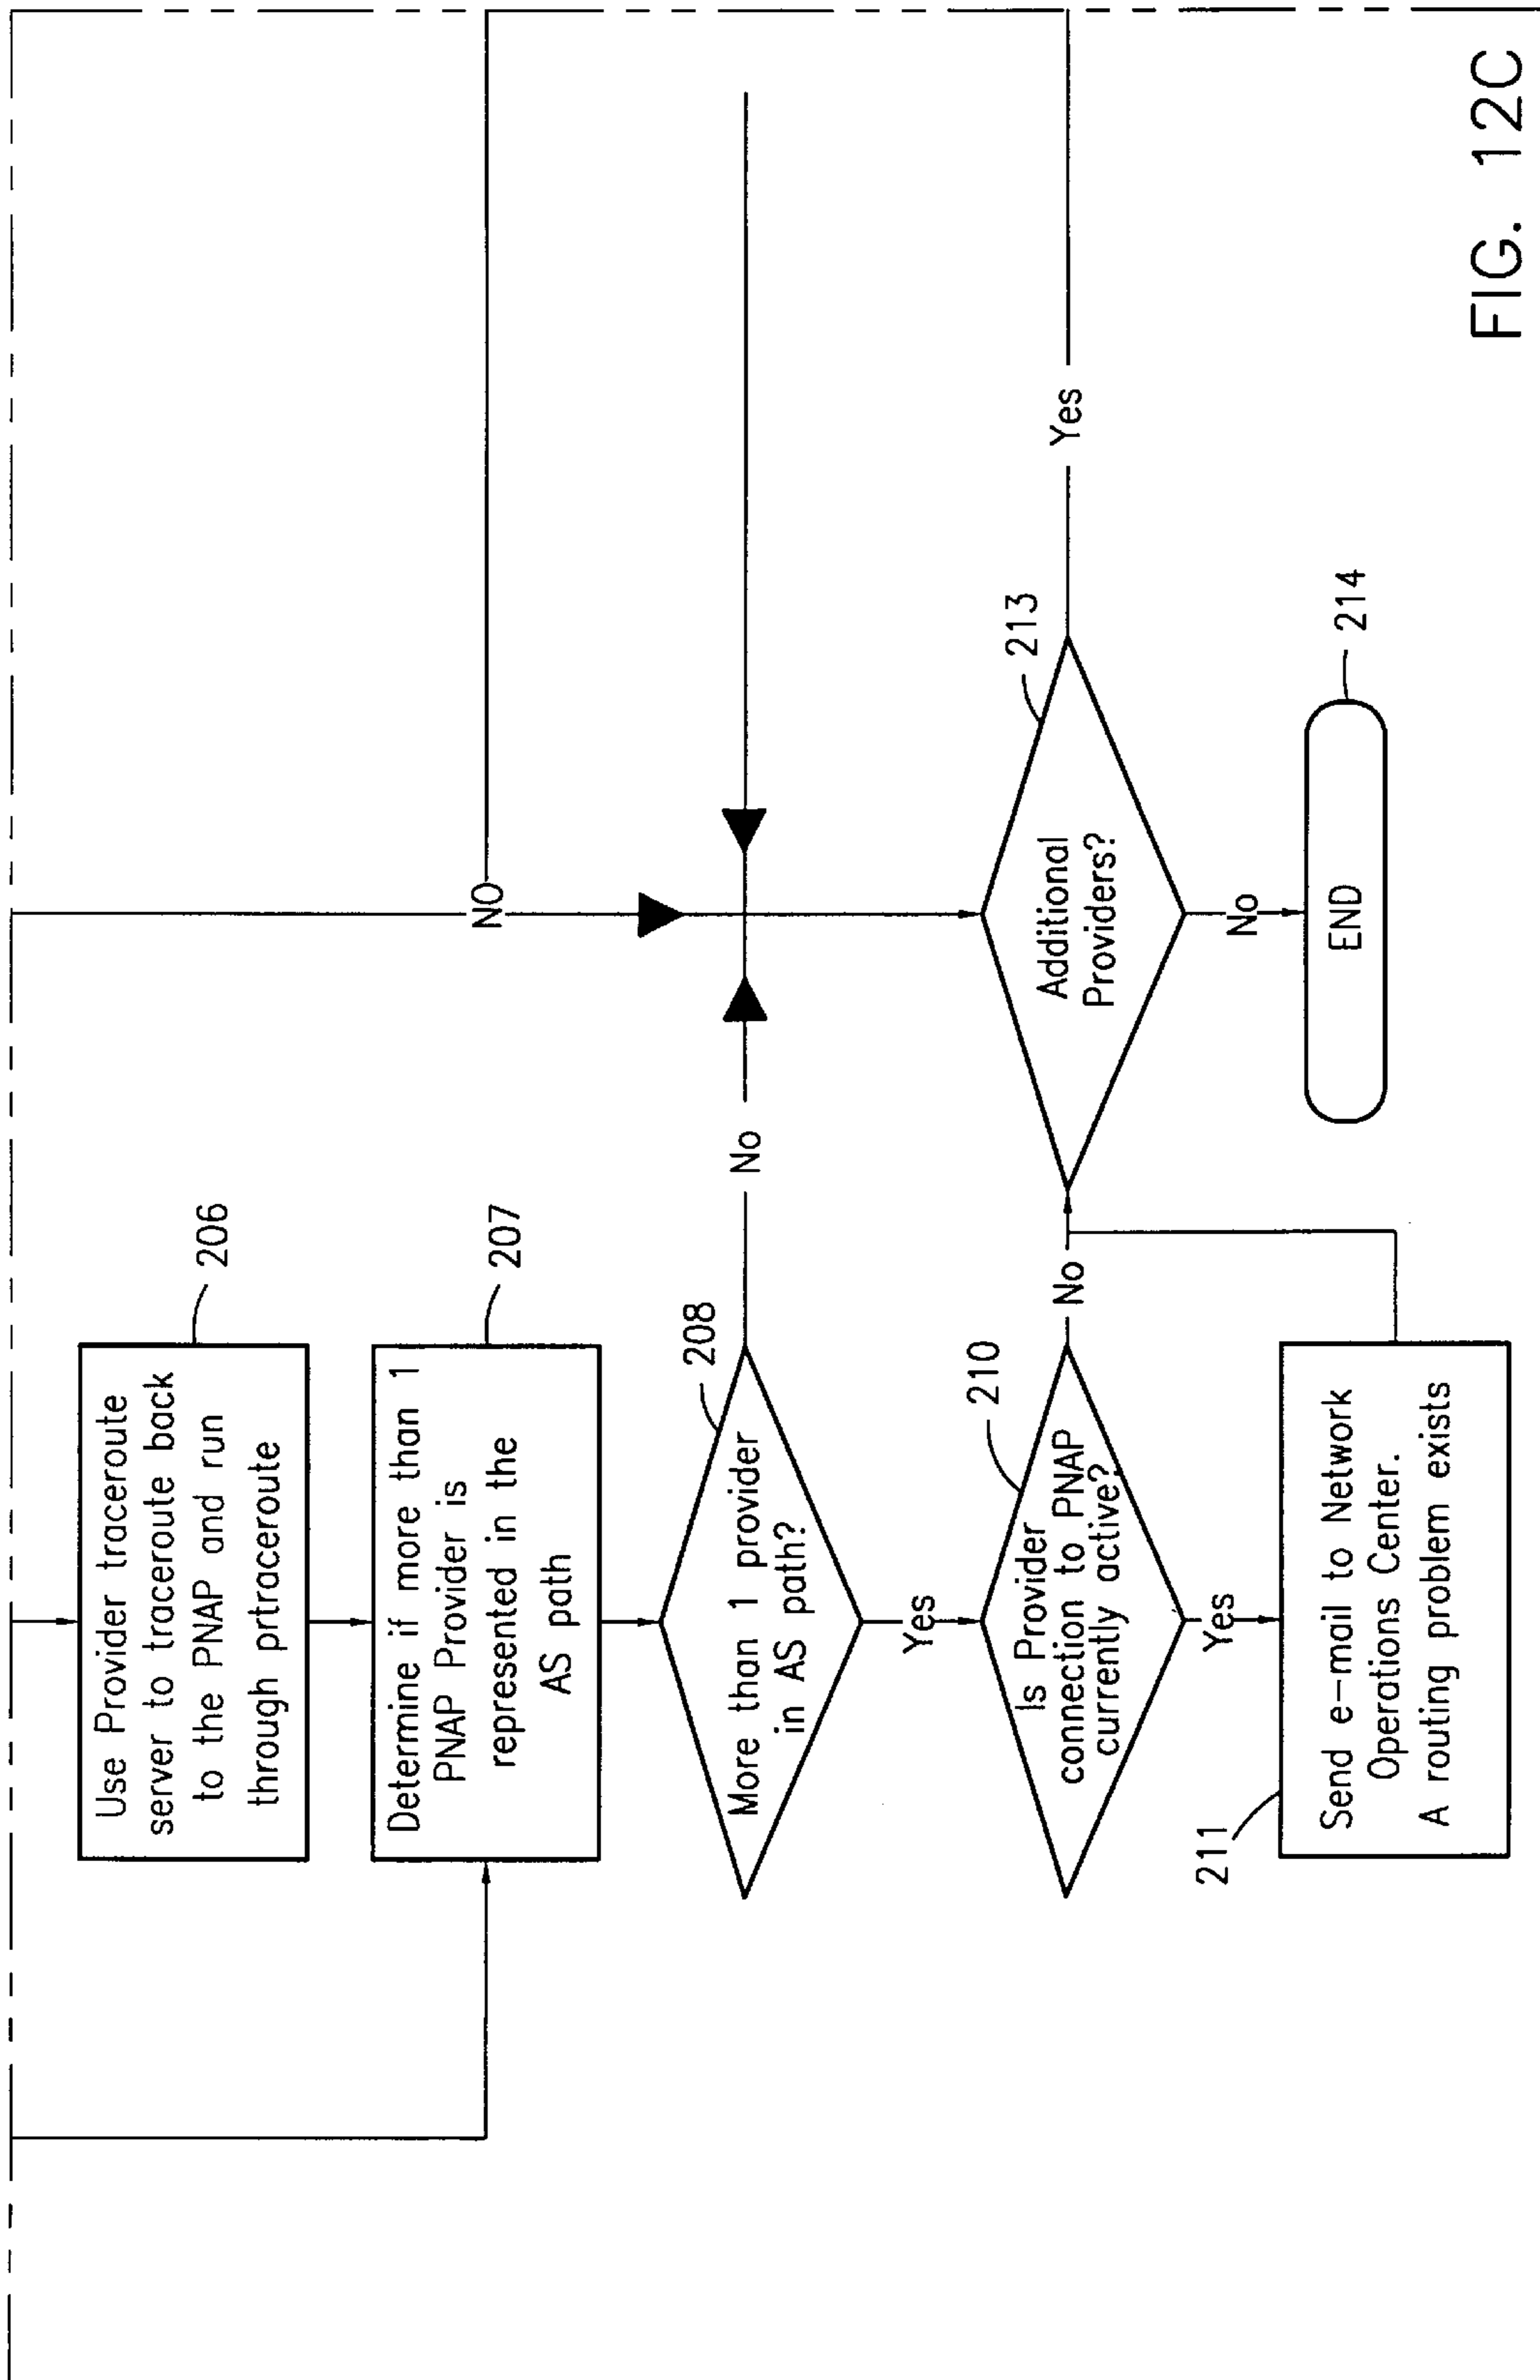 Use Provider traceroute
server to traceroute back
to the PNAP and run
through prtraceroute
206
Determine if more than 1
PNAP Provider is
represented in the
AS path
207
NO
More than 1 provider
in AS path?
208
No
Yes
Is Provider
connection to PNAP
currently active?
210
No
Yes
Additional
Providers?
213
Yes
No
Send e-mail to Network
Operations Center.
A routing problem exists
211
END
214
FIG. 12C